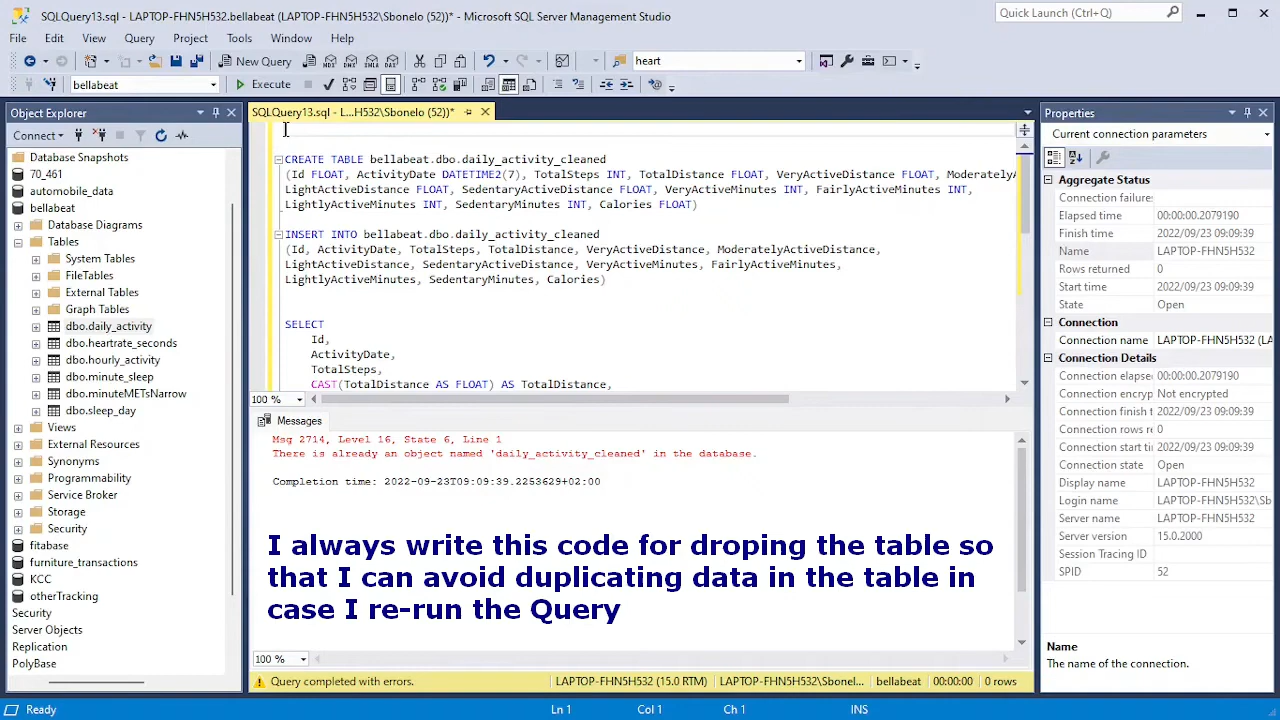 SQLQuery13.sql - LAPTOP-FHN5H532.bellabeat (LAPTOP-FHN5H532\Sbonelo (52))* - Microsoft SQL Server Management Studio
Quick Launch (Ctrl+Q)
File Edit View Query Project Tools Window Help
New Query MDX DMX XMLA DAX heart
bellabeat Execute
Object Explorer
Connect
Database Snapshots
70_461
automobile_data
bellabeat
Database Diagrams
Tables
System Tables
FileTables
External Tables
Graph Tables
dbo.daily_activity
dbo.heartrate_seconds
dbo.hourly_activity
dbo.minute_sleep
dbo.minuteMETsNarrow
dbo.sleep_day
Views
External Resources
Synonyms
Programmability
Service Broker
Storage
Security
fitabase
furniture_transactions
KCC
otherTracking
Security
Server Objects
Replication
PolyBase
SQLQuery13.sql - L...H532\Sbonelo (52))*
CREATE TABLE bellabeat.dbo.daily_activity_cleaned
(Id FLOAT, ActivityDate DATETIME2(7), TotalSteps INT, TotalDistance FLOAT, VeryActiveDistance FLOAT, ModeratelyA
LightActiveDistance FLOAT, SedentaryActiveDistance FLOAT, VeryActiveMinutes INT, FairlyActiveMinutes INT,
LightlyActiveMinutes INT, SedentaryMinutes INT, Calories FLOAT)
INSERT INTO bellabeat.dbo.daily_activity_cleaned
(Id, ActivityDate, TotalSteps, TotalDistance, VeryActiveDistance, ModeratelyActiveDistance,
LightActiveDistance, SedentaryActiveDistance, VeryActiveMinutes, FairlyActiveMinutes,
LightlyActiveMinutes, SedentaryMinutes, Calories)
SELECT
Id,
ActivityDate,
TotalSteps,
CAST(TotalDistance AS FLOAT) AS TotalDistance,
100 %
Messages
Msg 2714, Level 16, State 6, Line 1
There is already an object named 'daily_activity_cleaned' in the database.
Completion time: 2022-09-23T09:09:39.2253629+02:00
I always write this code for droping the table so
that I can avoid duplicating data in the table in
case I re-run the Query
100 %
Query completed with errors. LAPTOP-FHN5H532 (15.0 RTM) LAPTOP-FHN5H532\Sbonel... bellabeat 00:00:00 0 rows
Properties
Current connection parameters
Aggregate Status
Connection failures
Elapsed time 00:00:00.2079190
Finish time 2022/09/23 09:09:39
Name LAPTOP-FHN5H532
Rows returned 0
Start time 2022/09/23 09:09:39
State Open
Connection
Connection name LAPTOP-FHN5H532 (LA
Connection Details
Connection elapse 00:00:00.2079190
Connection encryp Not encrypted
Connection finish t 2022/09/23 09:09:39
Connection rows re 0
Connection start ti 2022/09/23 09:09:39
Connection state Open
Display name LAPTOP-FHN5H532
Login name LAPTOP-FHN5H532\Sb
Server name LAPTOP-FHN5H532
Server version 15.0.2000
Session Tracing ID
SPID 52
Name
The name of the connection.
Ready Ln 1 Col 1 Ch 1 INS